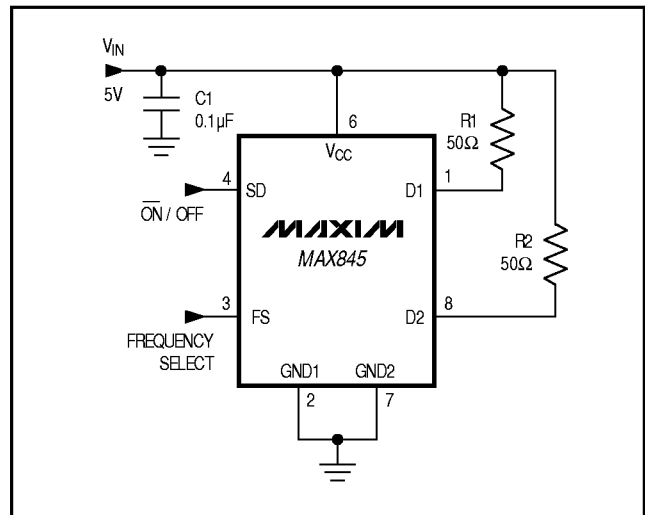 VIN
5V
C1
0.1µF
R1
50Ω
6
VCC
4
SD
D1
1
ON / OFF
MAXIM
MAX845
R2
50Ω
3
FS
D2
8
FREQUENCY
SELECT
GND1
GND2
2
7